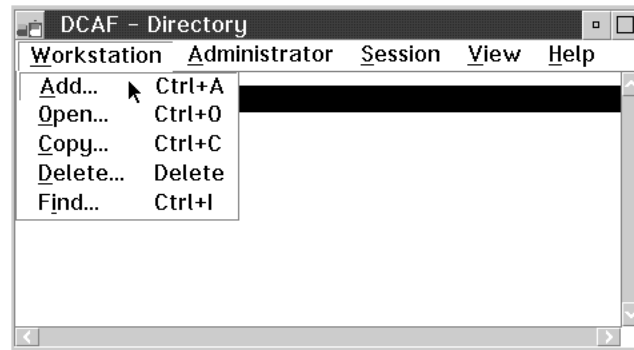 DCAF - Directory
Workstation Administrator Session View Help
Add... Ctrl+A
Open... Ctrl+O
Copy... Ctrl+C
Delete... Delete
Find... Ctrl+I